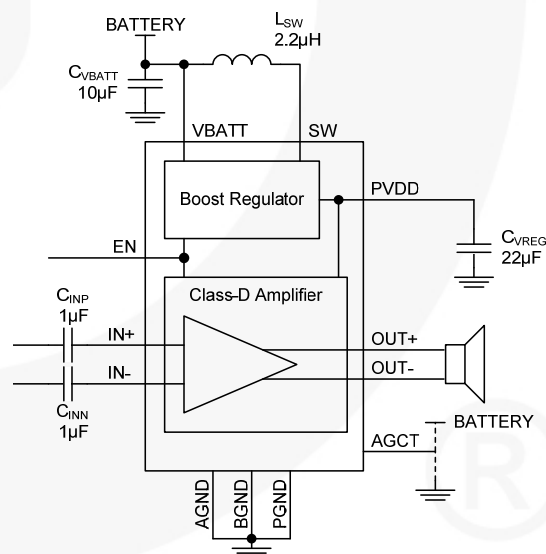 BATTERY
LSW
2.2µH
CVBATT
10µF
VBATT
SW
Boost Regulator
PVDD
CVREG
22µF
EN
Class-D Amplifier
CINP
1µF
IN+
OUT+
IN-
OUT-
CINN
1µF
BATTERY
AGCT
AGND
BGND
PGND
R